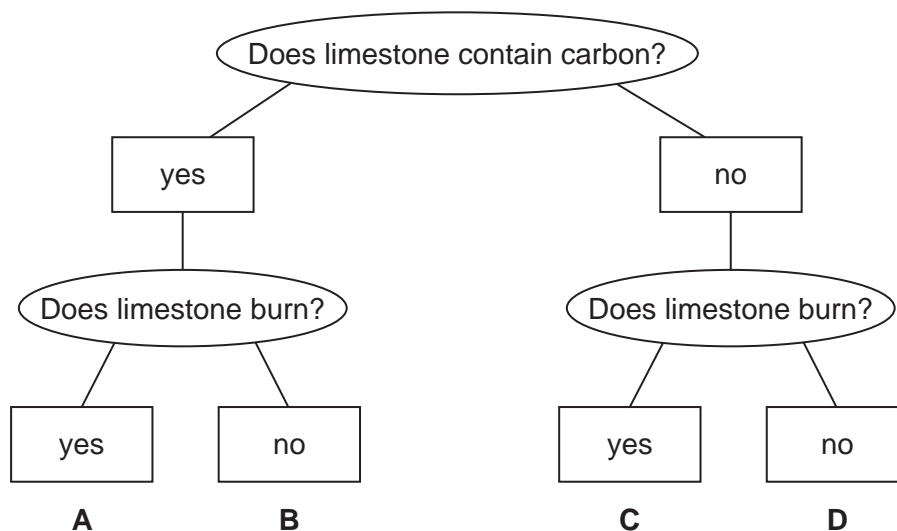 Does limestone contain carbon?
yes
no
Does limestone burn?
Does limestone burn?
yes
no
yes
no
A
B
C
D